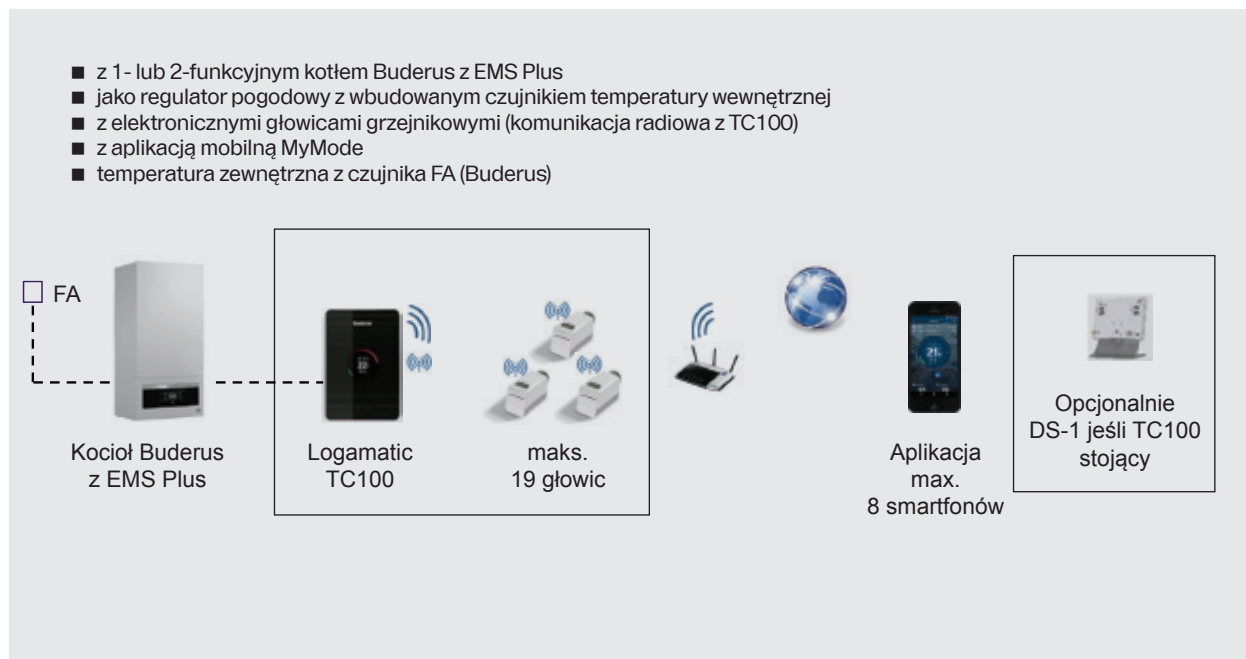 ■ z 1- lub 2-funkcyjnym kotłem Buderus z EMS Plus
■ jako regulator pogodowy z wbudowanym czujnikiem temperatury wewnętrznej
■ z elektronicznymi głowicami grzejnikowymi (komunikacja radiowa z TC100)
■ z aplikacją mobilną MyMode
■ temperatura zewnętrzna z czujnika FA (Buderus)
FA
Kocioł Buderus
z EMS Plus
Buderus
Logamatic
TC100
maks.
19 głowic
Aplikacja
max.
8 smartfonów
Opcjonalnie
DS-1 jeśli TC100
stojący